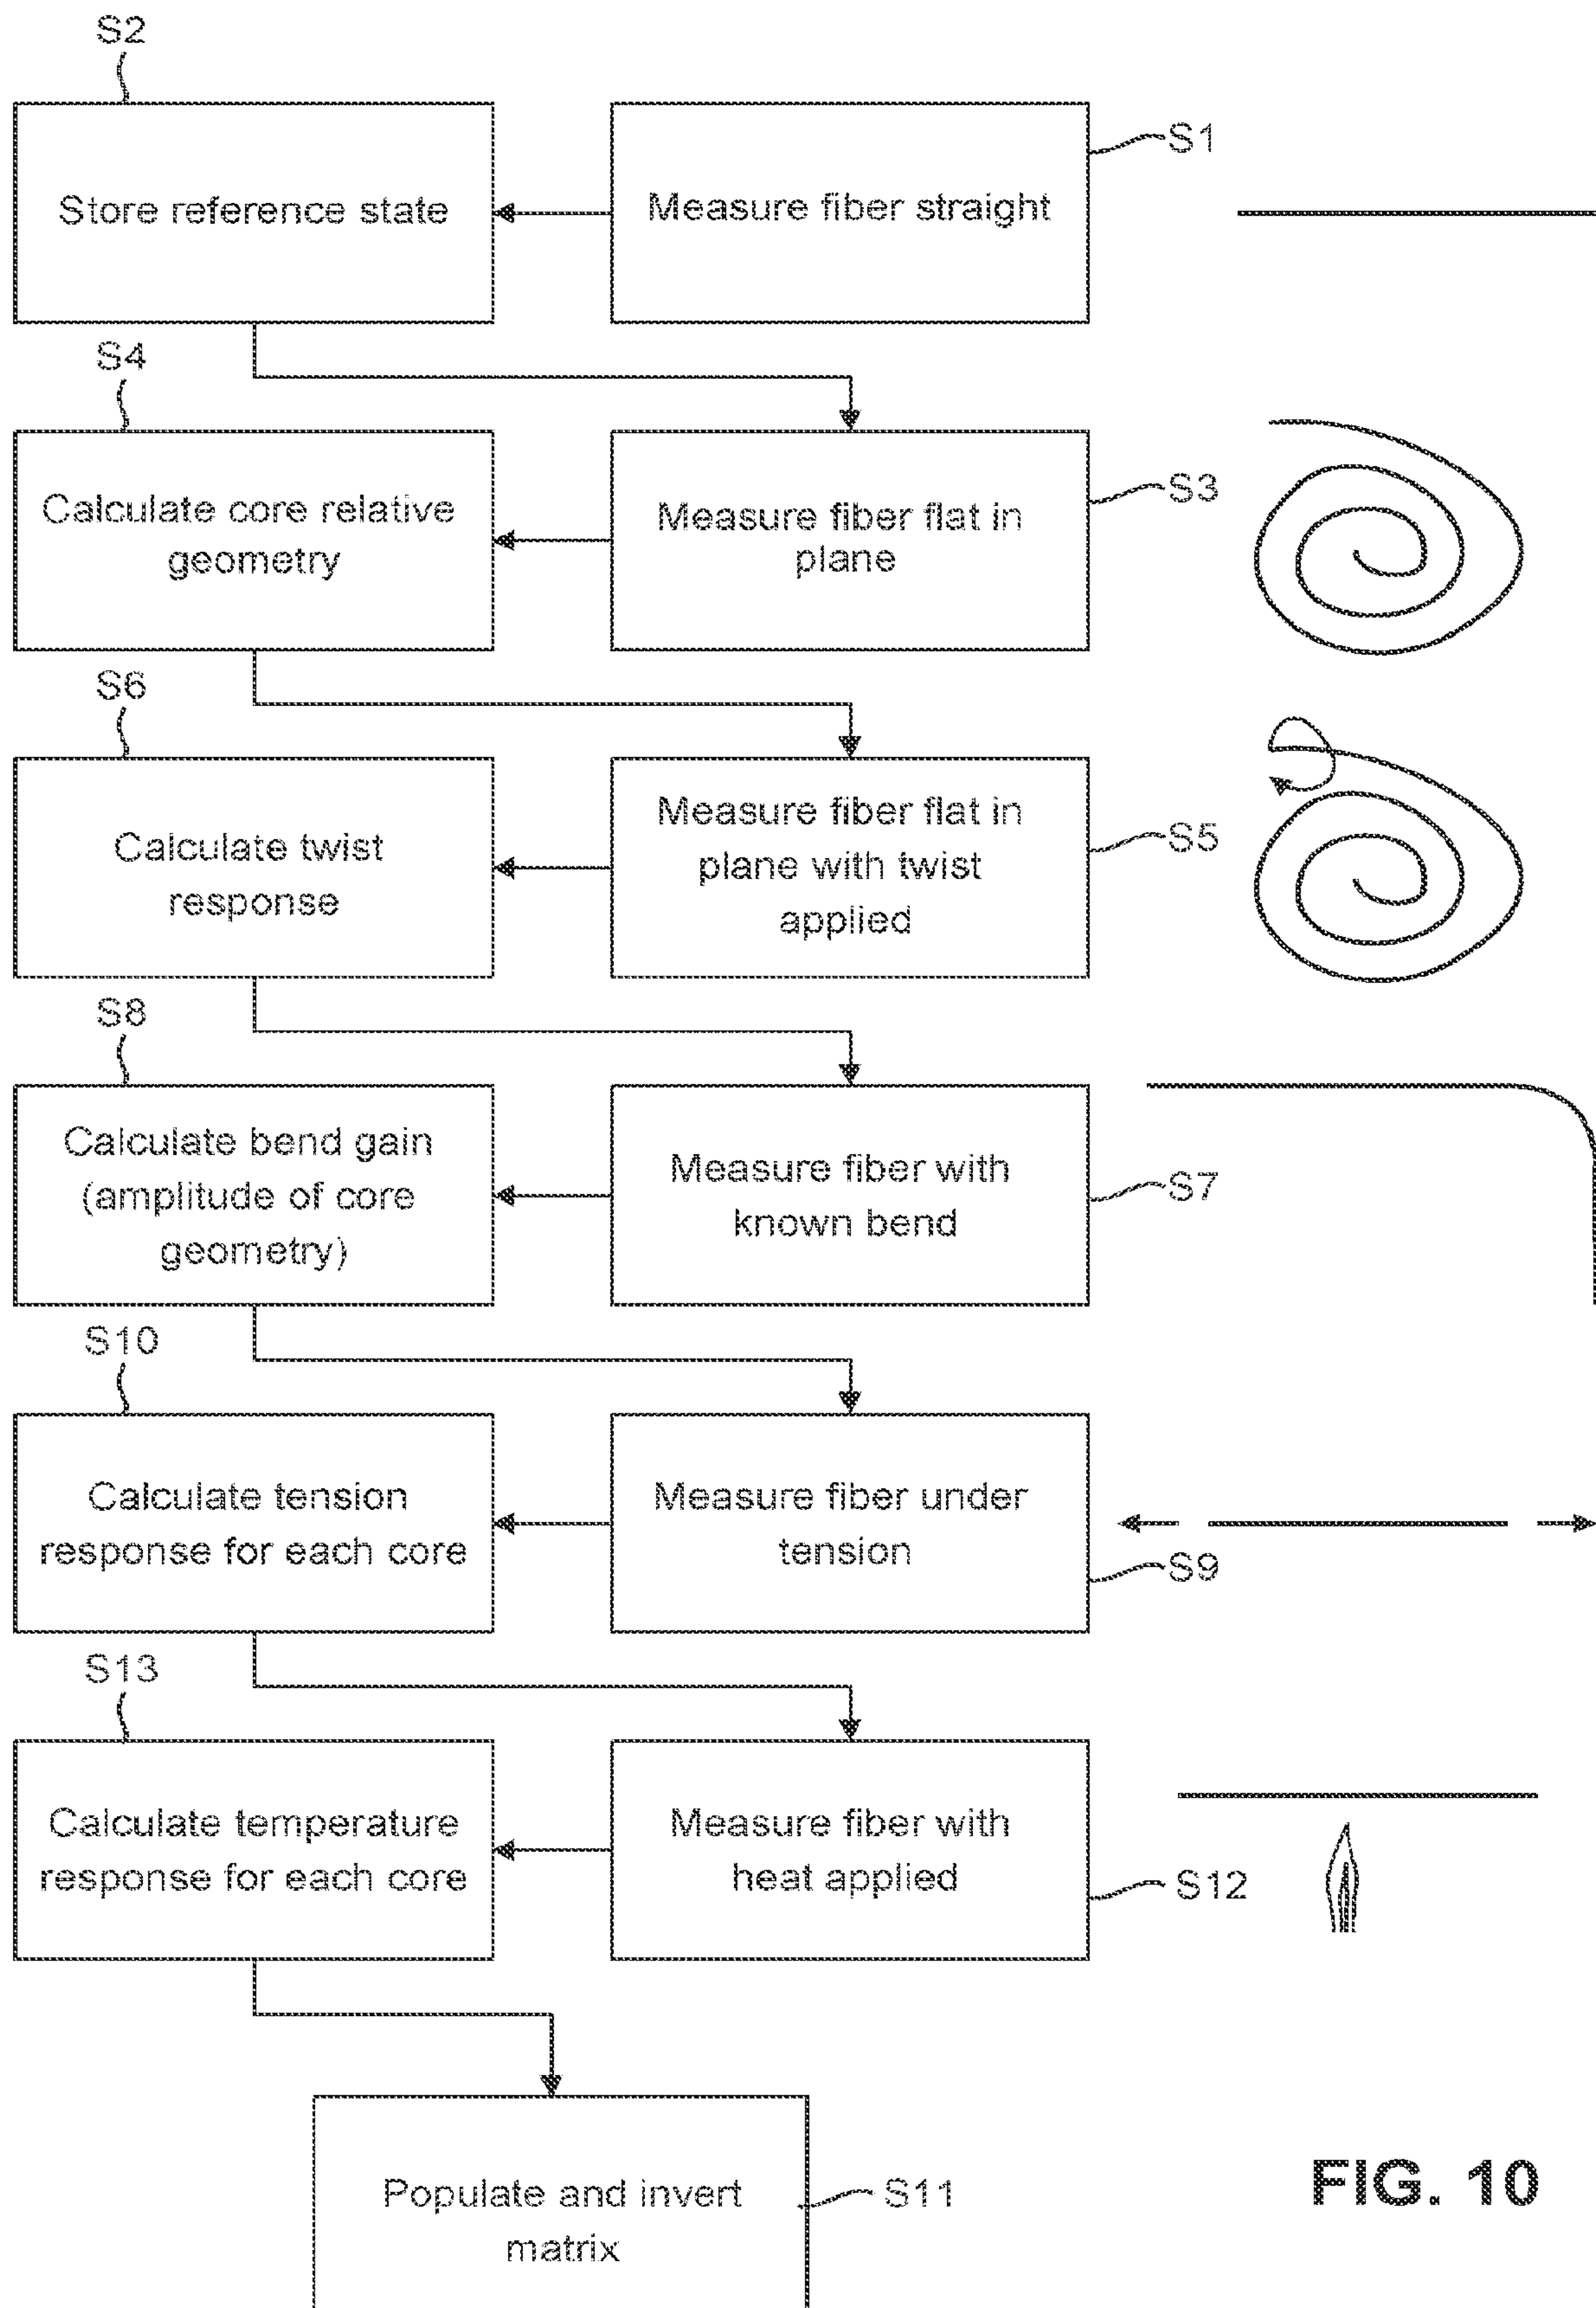 S2
Store reference state
Measure fiber straight
S1
S4
Calculate core relative
geometry
Measure fiber flat in
plane
S3
S6
Calculate twist
response
Measure fiber flat in
plane with twist
applied
S5
S8
Calculate bend gain
(amplitude of core
geometry)
Measure fiber with
known bend
S7
S10
Calculate tension
response for each core
Measure fiber under
tension
S9
S13
Calculate temperature
response for each core
Measure fiber with
heat applied
S12
Populate and invert
matrix
S11
FIG. 10